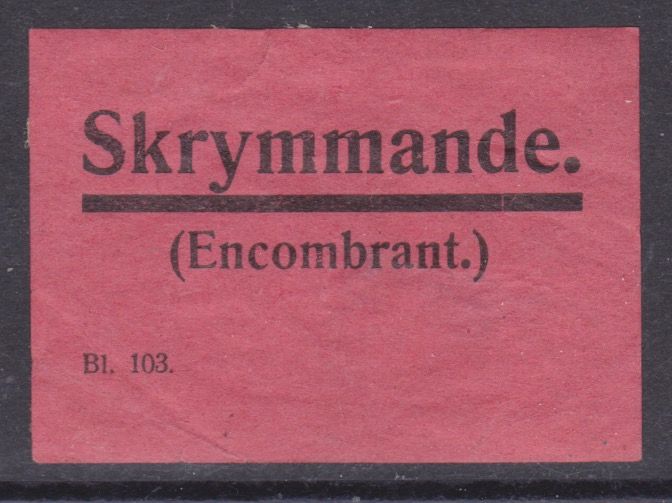 Skrymmande.
(Encombrant.)
Bl. 103.